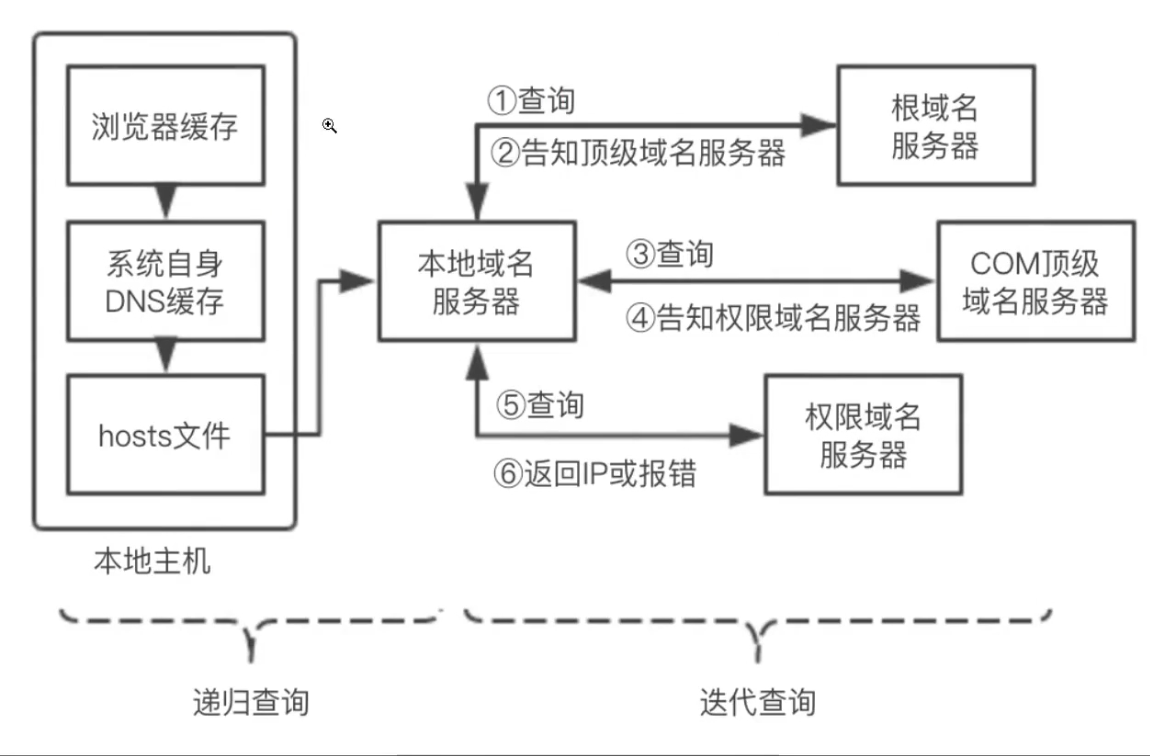 浏览器缓存
系统自身
DNS缓存
hosts文件
本地主机
本地域名
服务器
①查询
②告知顶级域名服务器
根域名
服务器
③查询
④告知权限域名服务器
COM顶级
域名服务器
⑤查询
⑥返回IP或报错
权限域名
服务器
递归查询
迭代查询